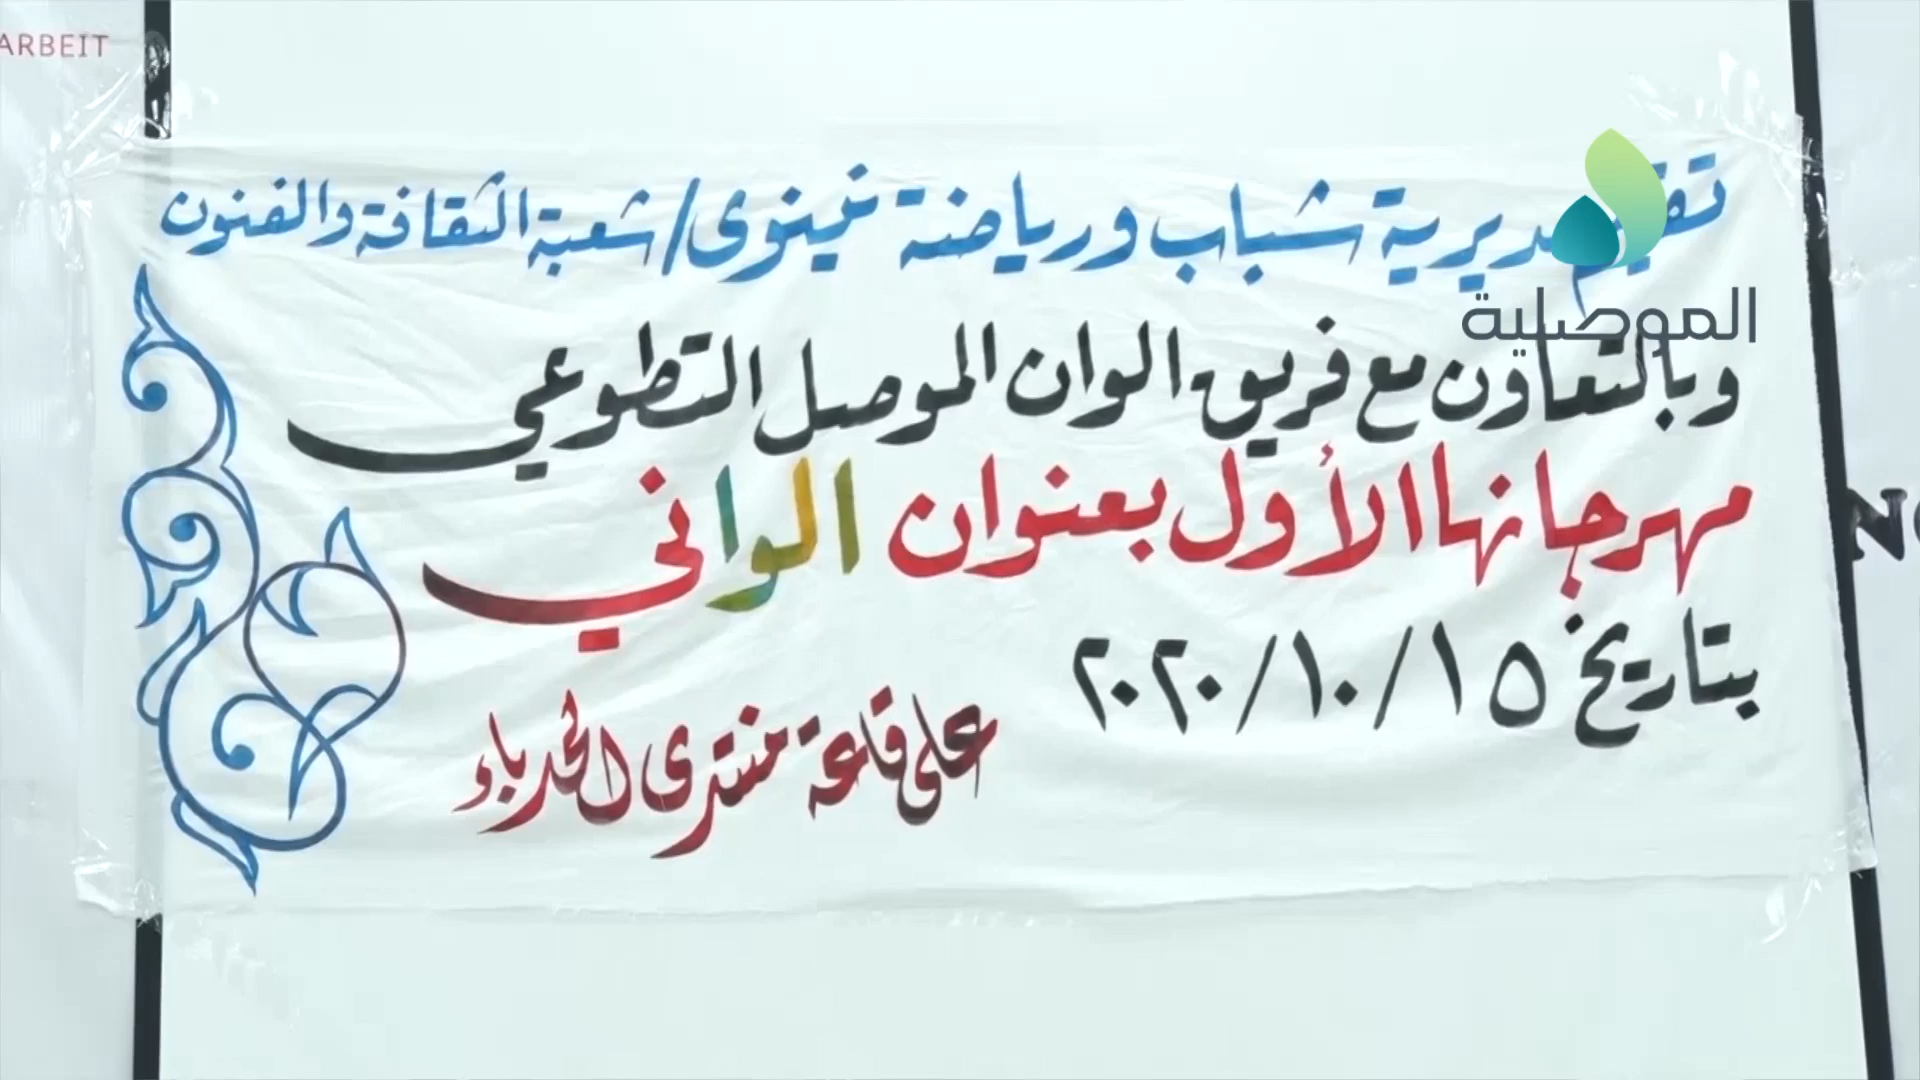 ARBEIT
تقيم مديرية شباب ورياضة نينوى/شعبة الثقافة والفنون
الموصلية
وبالتعاون مع فريق الوان الموصل التطوعي
مهرجانها الأول بعنوان الواني
بتاريخ ١٥/١٠/٢٠٢٠
على قاعة منتدى الحدباء